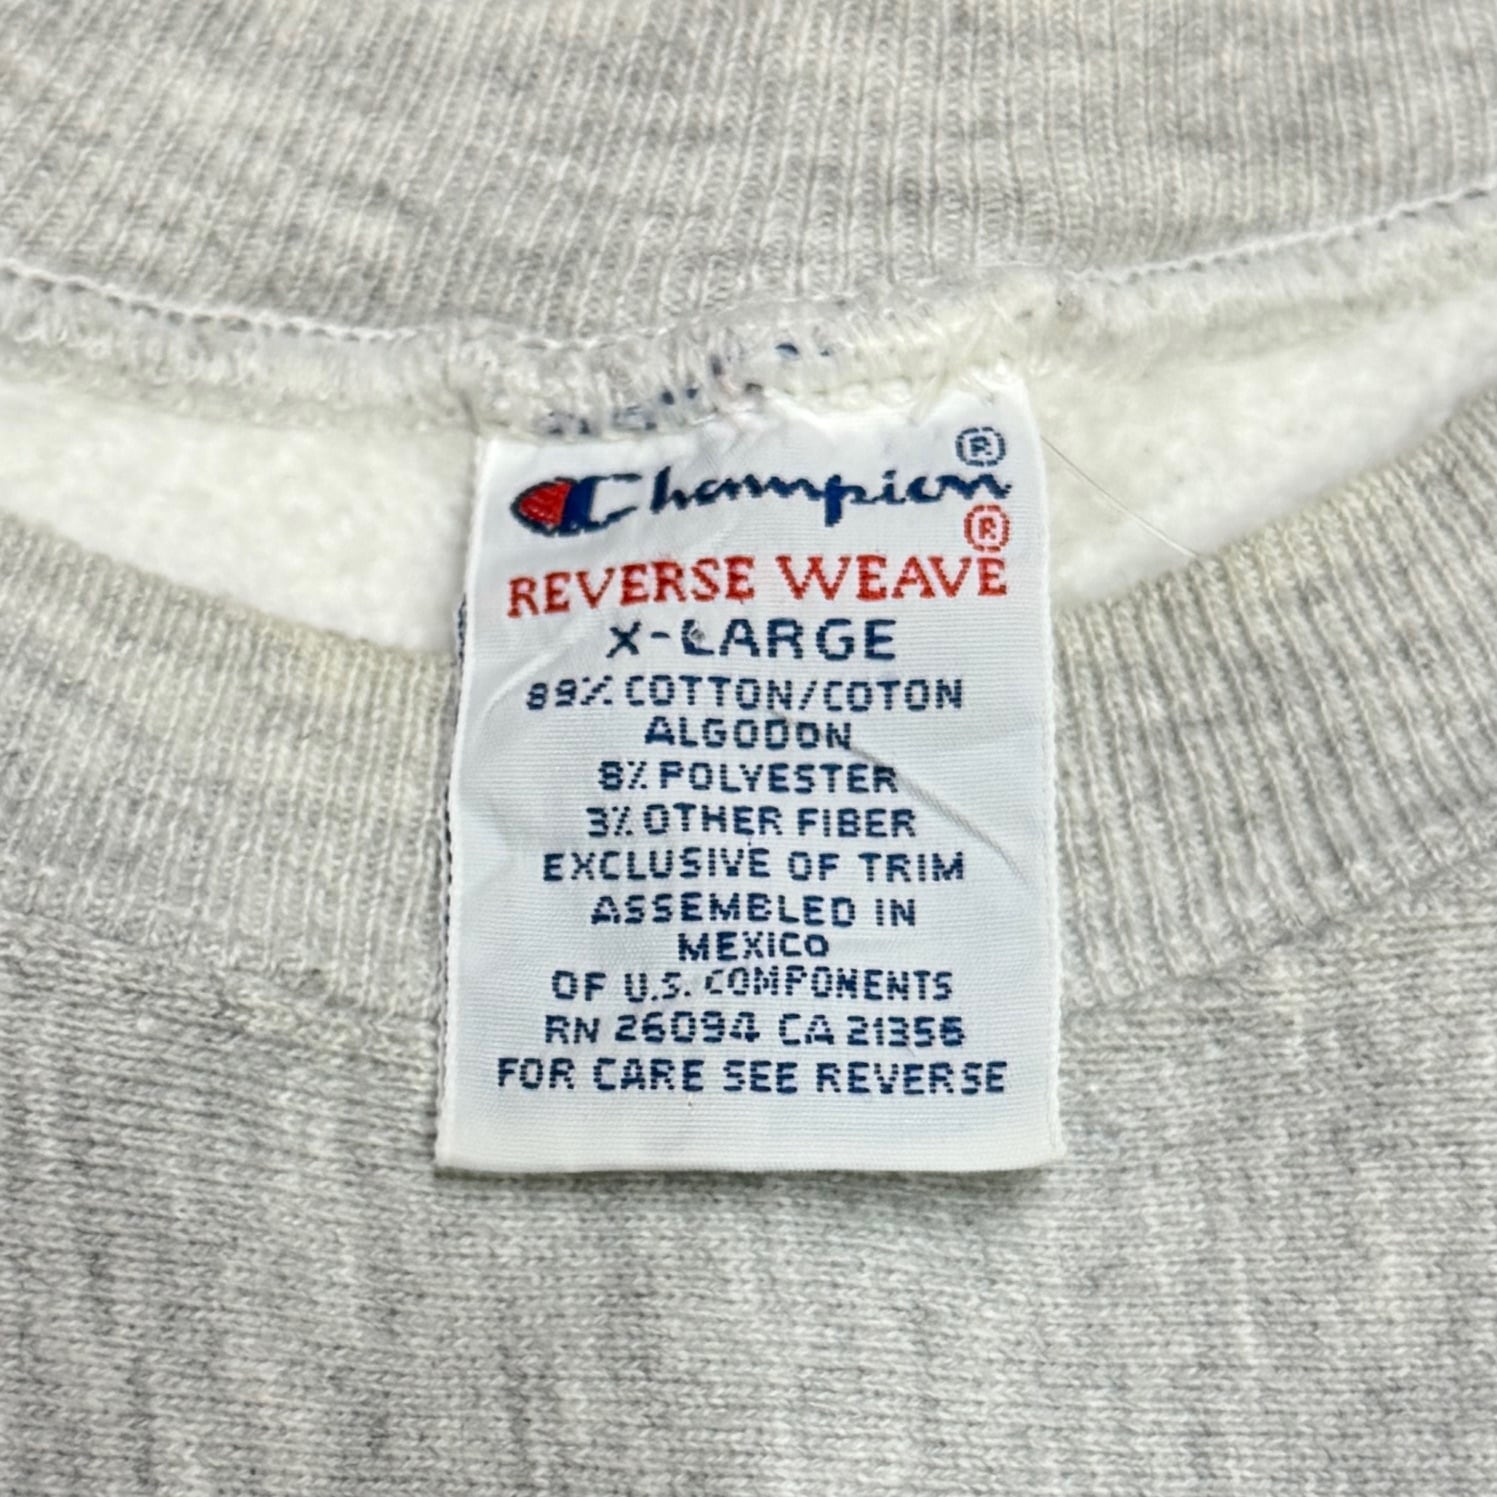 Champion®
REVERSE WEAVE®
X-LARGE
89% COTTON/COTON
ALGODON
8% POLYESTER
3% OTHER FIBER
EXCLUSIVE OF TRIM
ASSEMBLED IN
MEXICO
OF U.S. COMPONENTS
RN 26094 CA 21356
FOR CARE SEE REVERSE